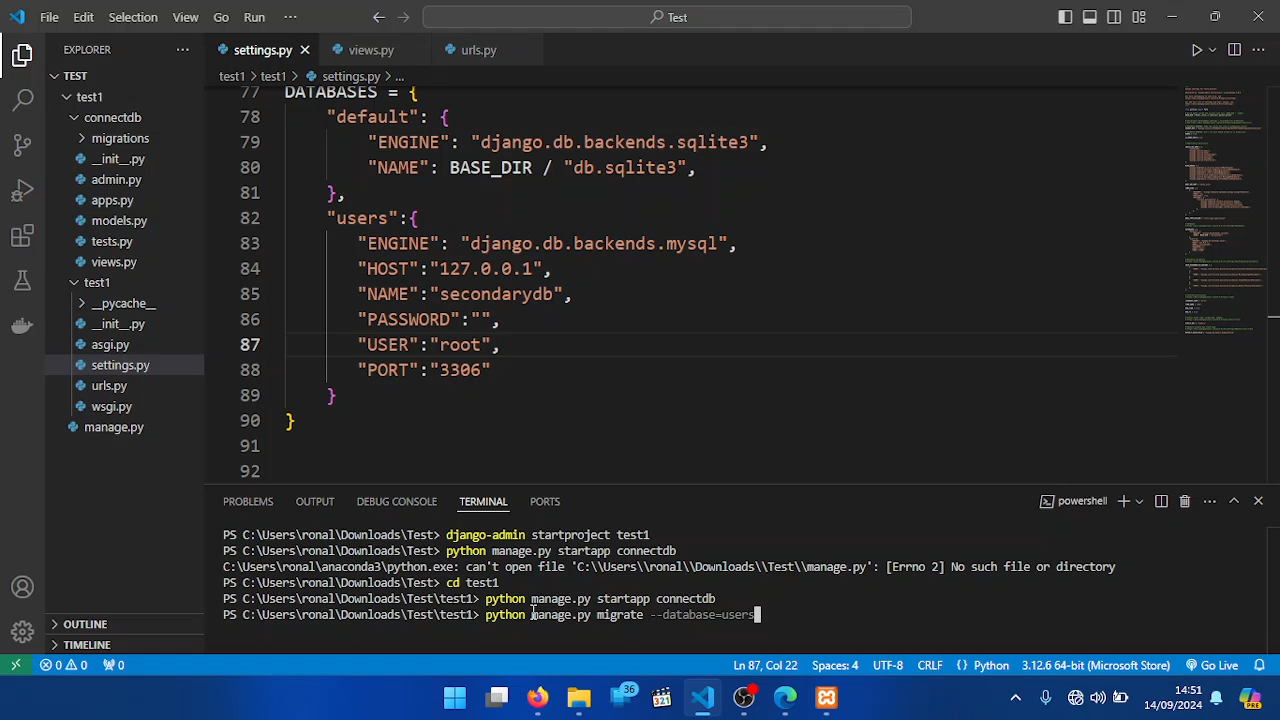 File Edit Selection View Go Run ··· Test
EXPLORER ···
settings.py views.py urls.py
TEST
test1 > test1 > settings.py > ...
test1
connectdb
migrations
__init__.py
admin.py
apps.py
models.py
tests.py
views.py
test1
__pycache__
__init__.py
asgi.py
settings.py
urls.py
wsgi.py
manage.py
OUTLINE
TIMELINE
77 DATABASES = {
78 "default": {
79 "ENGINE": "django.db.backends.sqlite3",
80 "NAME": BASE_DIR / "db.sqlite3",
81 },
82 "users":{
83 "ENGINE": "django.db.backends.mysql",
84 "HOST":"127.0.0.1",
85 "NAME":"secondarydb",
86 "PASSWORD":"",
87 "USER":"root",
88 "PORT":"3306"
89 }
90 }
91
92
PROBLEMS OUTPUT DEBUG CONSOLE TERMINAL PORTS powershell
PS C:\Users\ronal\Downloads\Test> django-admin startproject test1
PS C:\Users\ronal\Downloads\Test> python manage.py startapp connectdb
C:\Users\ronal\anaconda3\python.exe: can't open file 'C:\\Users\\ronal\\Downloads\\Test\\manage.py': [Errno 2] No such file or directory
PS C:\Users\ronal\Downloads\Test> cd test1
PS C:\Users\ronal\Downloads\Test\test1> python manage.py startapp connectdb
PS C:\Users\ronal\Downloads\Test\test1> python manage.py migrate --database=users
0 0 0 Ln 87, Col 22 Spaces: 4 UTF-8 CRLF {} Python 3.12.6 64-bit (Microsoft Store) Go Live
36 321 14:51
14/09/2024 PRE